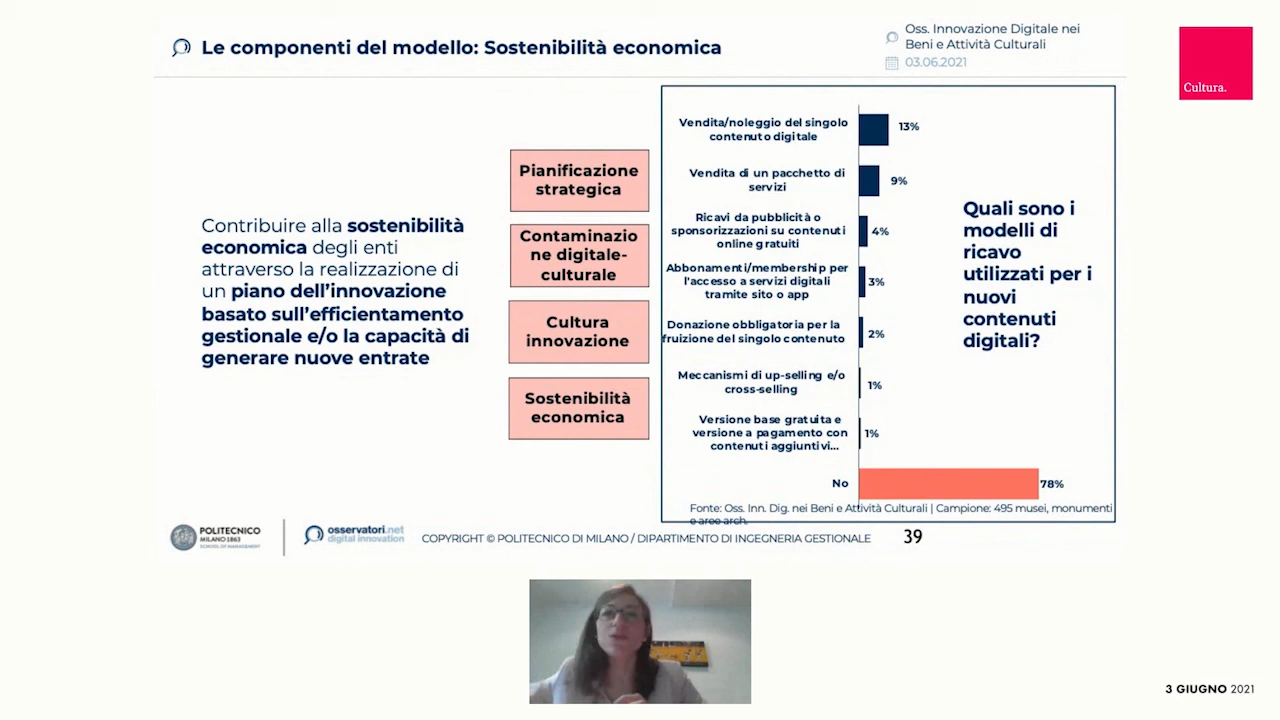 Le componenti del modello: Sostenibilità economica
Oss. Innovazione Digitale nei
Beni e Attività Culturali
03.06.2021
Cultura.
Contribuire alla sostenibilità
economica degli enti
attraverso la realizzazione di
un piano dell'innovazione
basato sull'efficientamento
gestionale e/o la capacità di
generare nuove entrate
Pianificazione
strategica
Contaminazio
ne digitale-
culturale
Cultura
innovazione
Sostenibilità
economica
Vendita/noleggio del singolo
contenuto digitale
13%
Vendita di un pacchetto di
servizi
9%
Ricavi da pubblicità o
sponsorizzazioni su contenuti
online gratuiti
4%
Abbonamenti/membership per
l'accesso a servizi digitali
tramite sito o app
3%
Donazione obbligatoria per la
fruizione del singolo contenuto
2%
Meccanismi di up-selling e/o
cross-selling
1%
Versione base gratuita e
versione a pagamento con
contenuti aggiuntivi...
1%
No
78%
Quali sono i
modelli di
ricavo
utilizzati per i
nuovi
contenuti
digitali?
Fonte: Oss. Inn. Dig. nei Beni e Attività Culturali | Campione: 495 musei, monumenti
e aree arch.
POLITECNICO
MILANO 1863
SCHOOL OF MANAGEMENT
osservatori.net
digital innovation
COPYRIGHT © POLITECNICO DI MILANO / DIPARTIMENTO DI INGEGNERIA GESTIONALE
39
3 GIUGNO 2021